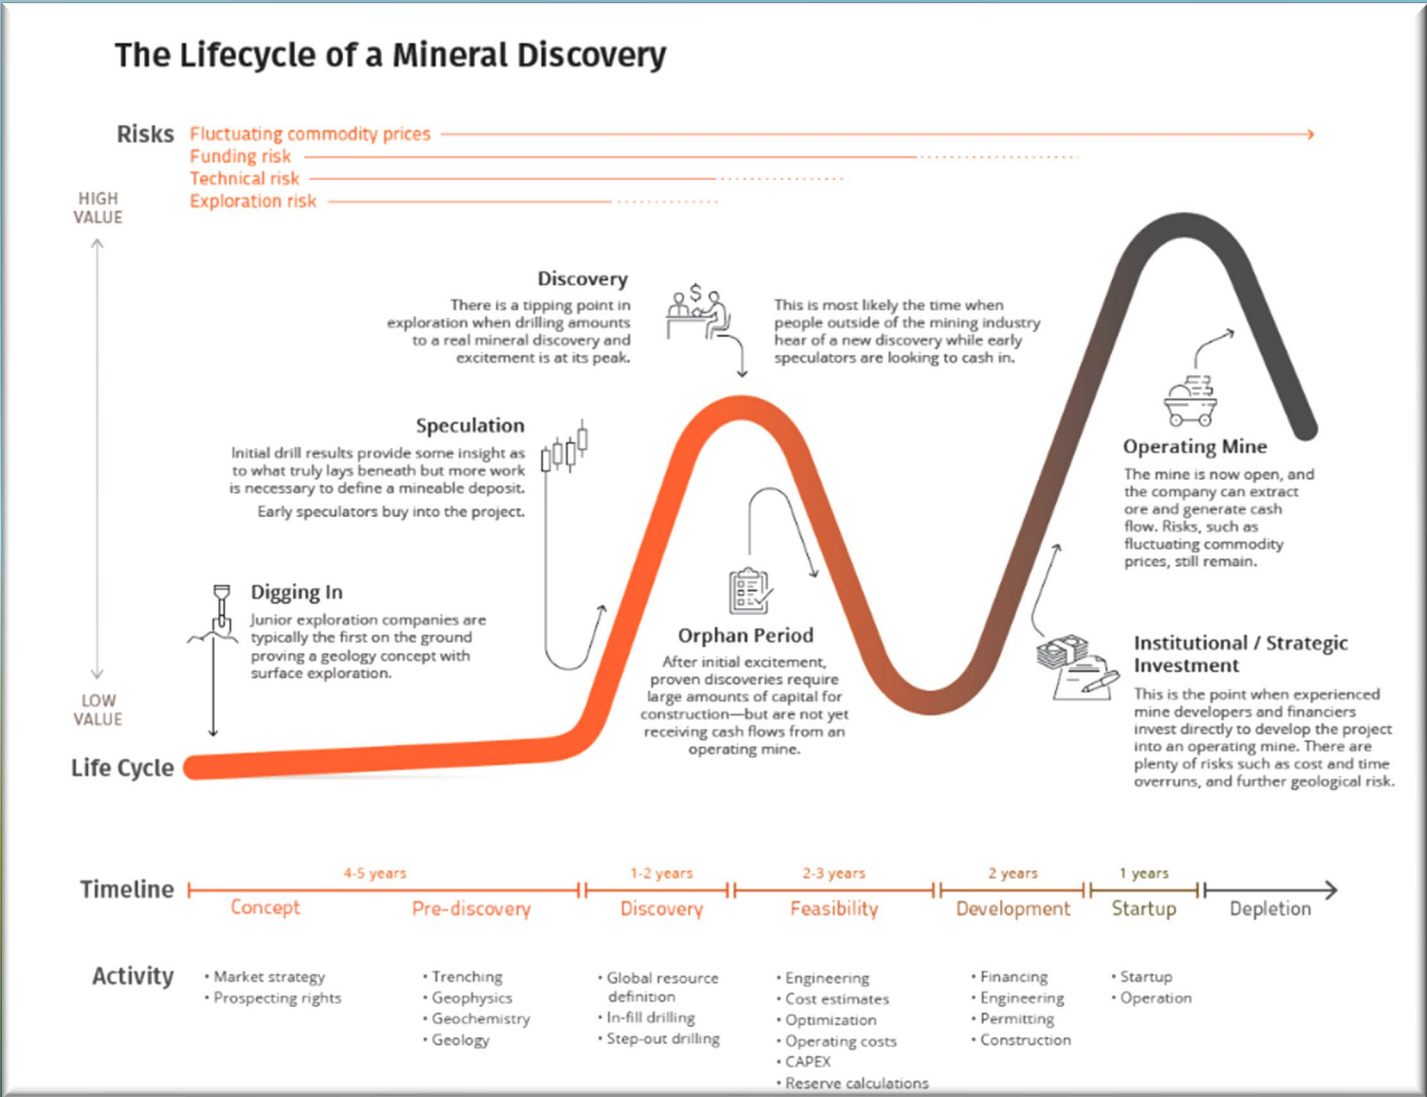 The Lifecycle of a Mineral Discovery
Risks
Fluctuating commodity prices
Funding risk
Technical risk
Exploration risk
HIGH
VALUE
Discovery
There is a tipping point in
exploration when drilling amounts
to a real mineral discovery and
excitement is at its peak.
$
This is most likely the time when
people outside of the mining industry
hear of a new discovery while early
speculators are looking to cash in.
Speculation
Initial drill results provide some insight as
to what truly lays beneath but more work
is necessary to define a mineable deposit.
Early speculators buy into the project.
Operating Mine
The mine is now open, and
the company can extract
ore and generate cash
flow. Risks, such as
fluctuating commodity
prices, still remain.
Digging In
Junior exploration companies are
typically the first on the ground
proving a geology concept with
surface exploration.
Orphan Period
After initial excitement,
proven discoveries require
large amounts of capital for
construction—but are not yet
receiving cash flows from an
operating mine.
Institutional / Strategic
Investment
This is the point when experienced
mine developers and financiers
invest directly to develop the project
into an operating mine. There are
plenty of risks such as cost and time
overruns, and further geological risk.
LOW
VALUE
Life Cycle
Timeline
4-5 years
1-2 years
2-3 years
2 years
1 years
Concept
Pre-discovery
Discovery
Feasibility
Development
Startup
Depletion
Activity
• Market strategy
• Prospecting rights
• Trenching
• Geophysics
• Geochemistry
• Geology
• Global resource
definition
• In-fill drilling
• Step-out drilling
• Engineering
• Cost estimates
• Optimization
• Operating costs
• CAPEX
• Reserve calculations
• Financing
• Engineering
• Permitting
• Construction
• Startup
• Operation